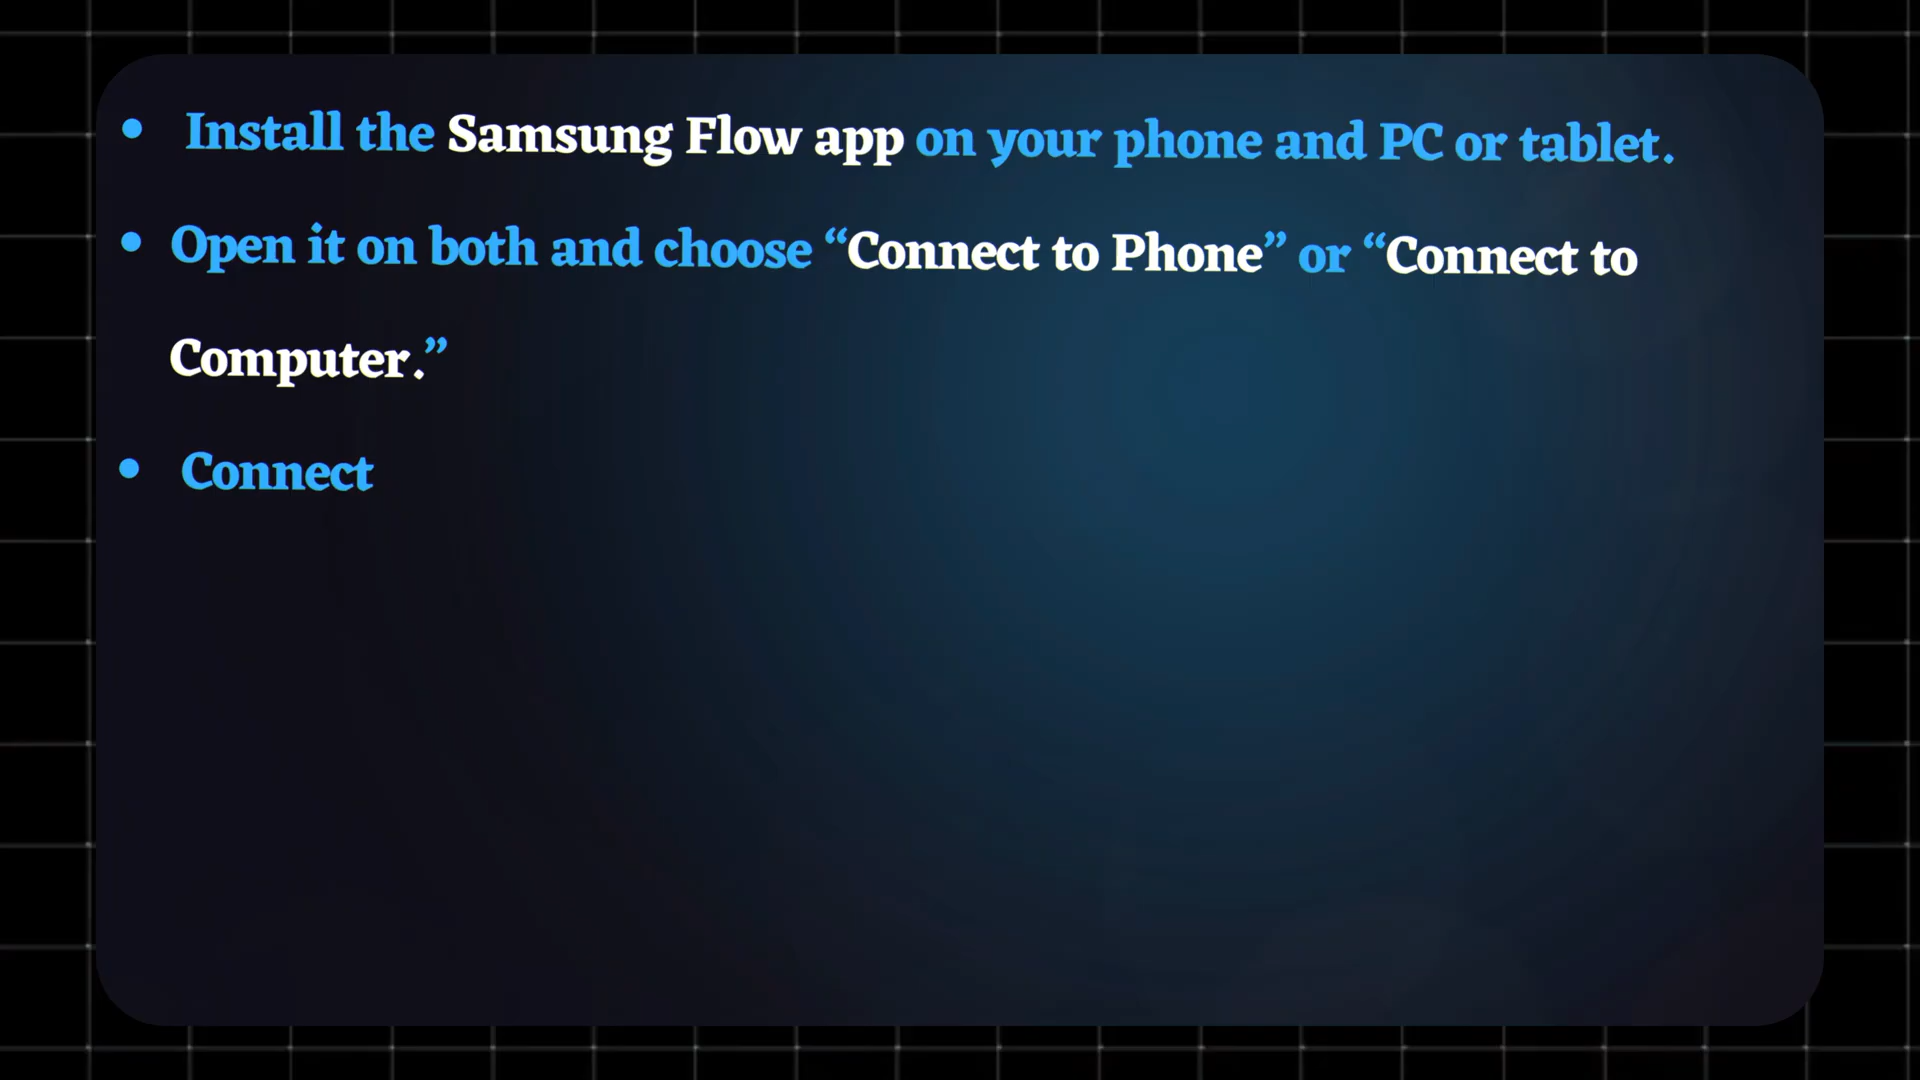 • Install the Samsung Flow app on your phone and PC or tablet.
• Open it on both and choose “Connect to Phone” or “Connect to
Computer.”
• Connect